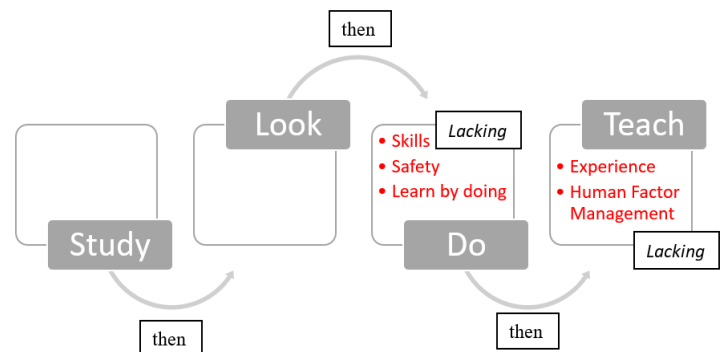 then
Look
Lacking
Teach
• Skills
• Safety
• Learn by doing
• Experience
• Human Factor
Management
Study
Do
Lacking
then
then